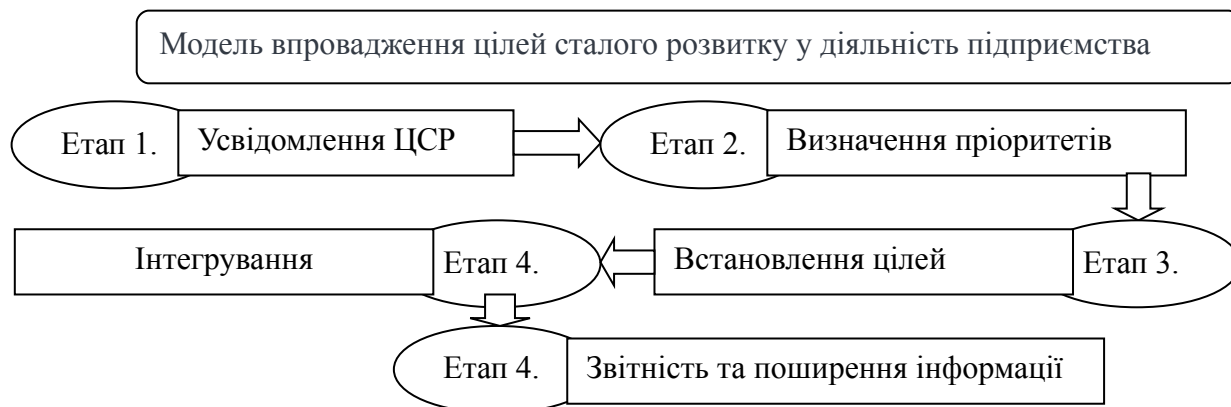 Модель впровадження цілей сталого розвитку у діяльність підприємства
Етап 1. Усвідомлення ЦСР
Етап 2. Визначення пріоритетів
Етап 3. Встановлення цілей
Етап 4. Інтегрування
Етап 4. Звітність та поширення інформації